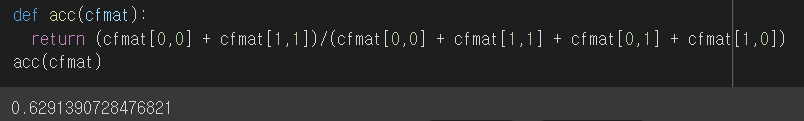 def acc(cfmat):
  return (cfmat[0,0] + cfmat[1,1])/(cfmat[0,0] + cfmat[1,1] + cfmat[0,1] + cfmat[1,0])
acc(cfmat)
0.6291390728476821